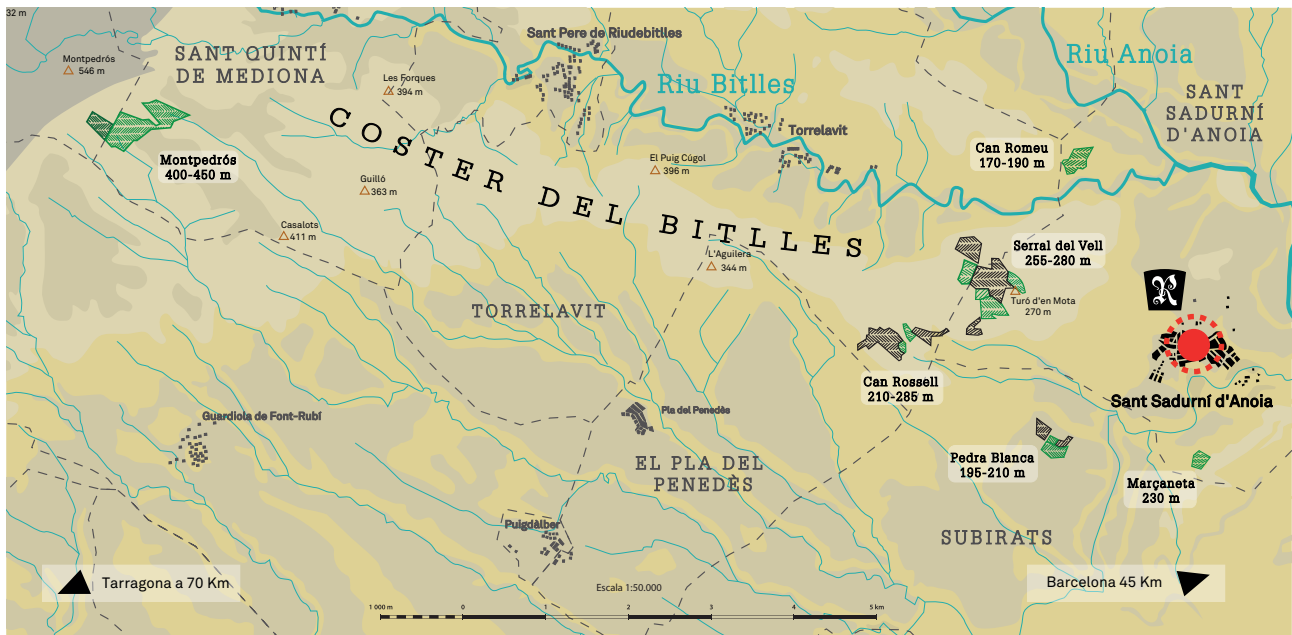 32 m
Montpedrós
546 m
SANT QUINTÍ
DE MEDIONA
Les Forques
394 m
Sant Pere de Riudebitlles
Riu Bitlles
Riu Anoia
SANT
SADURNÍ
D'ANOIA
Torrelavit
COSTER DEL BITLLES
Montpedrós
400-450 m
Guilló
363 m
El Puig Cúgol
396 m
Can Romeu
170-190 m
Casalots
411 m
L'Aguilera
344 m
Serral del Vell
255-280 m
Turó d'en Mota
270 m
R
TORRELAVIT
Can Rossell
210-285 m
Sant Sadurní d'Anoia
Guardiola de Font-Rubí
Pla del Penedès
EL PLA DEL
PENEDÈS
Pedra Blanca
195-210 m
Marçaneta
230 m
Puigdàlber
SUBIRATS
Tarragona a 70 Km
Barcelona 45 Km
Escala 1:50.000
1 000 m 0 1 2 3 4 5 km